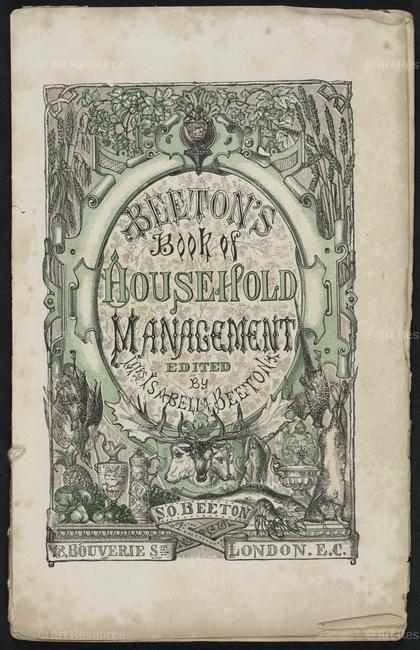 © Art Resource
© Art Resource
BEETON'S
Book of
HOUSEHOLD
MANAGEMENT
EDITED
BY
MRS ISABELLA BEETON
S.O. BEETON
18, BOUVERIE ST.
LONDON. E.C.
© Art Resource
© Art Resource